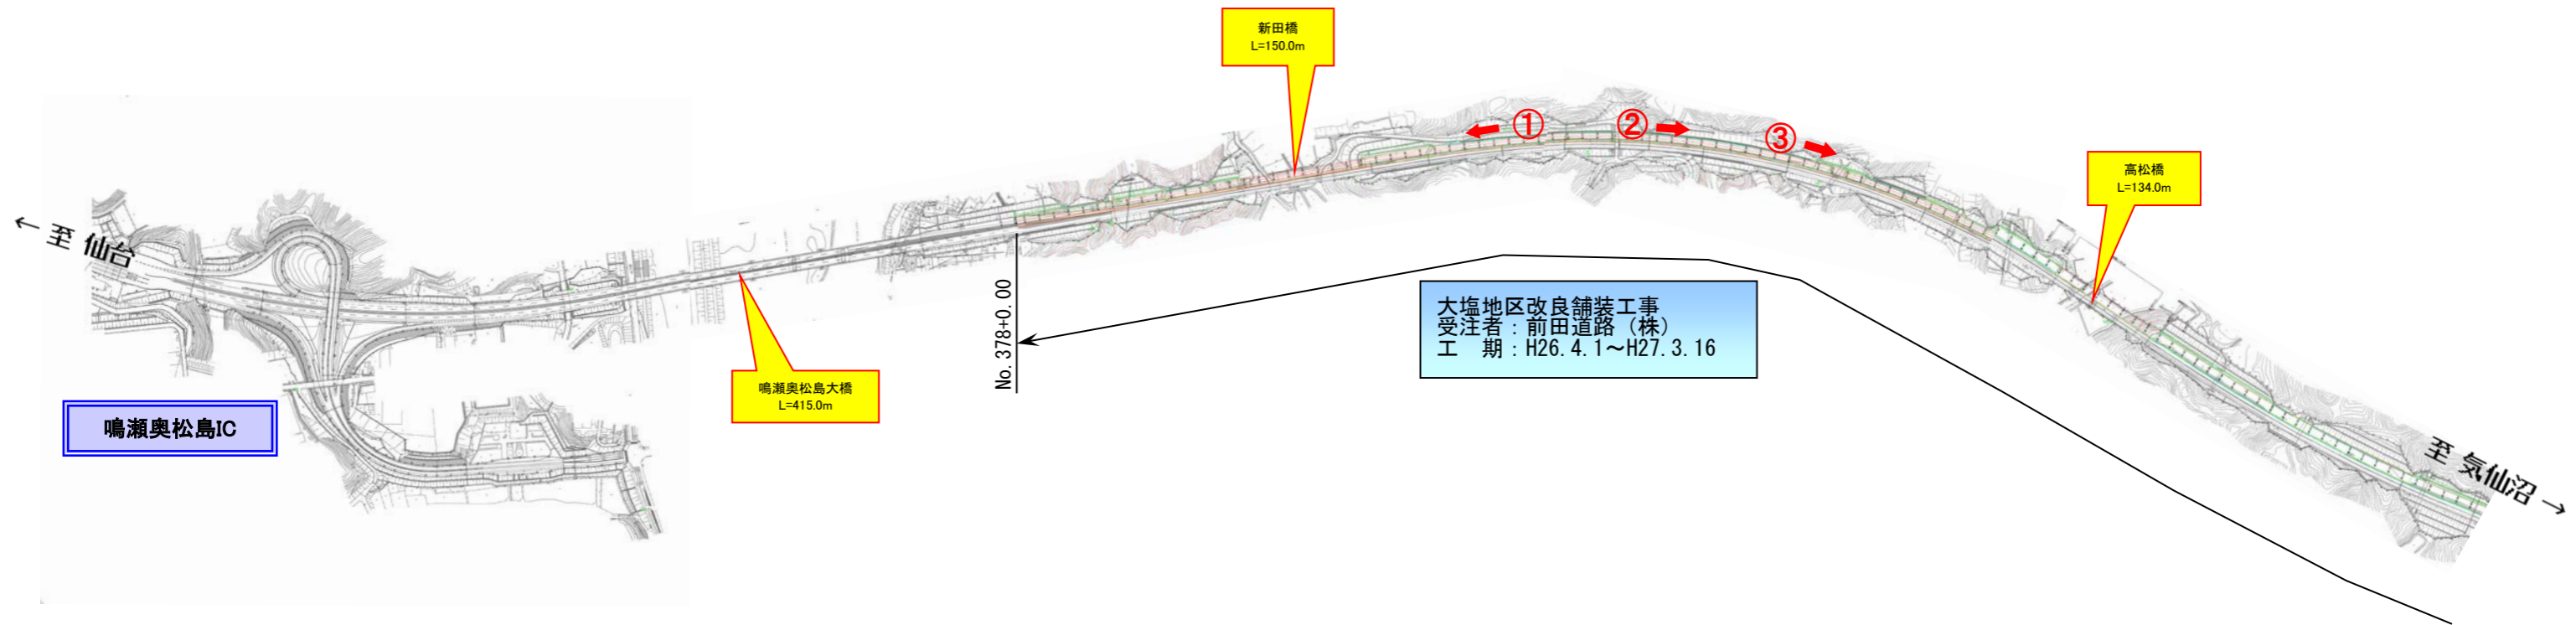 新田橋
L=150.0m
①
②
③
高松橋
L=134.0m
← 至 仙台
No.378+0.00
大塩地区改良舗装工事
受注者：前田道路（株）
工　期：H26.4.1～H27.3.16
鳴瀬奥松島大橋
L=415.0m
鳴瀬奥松島IC
至 気仙沼 →